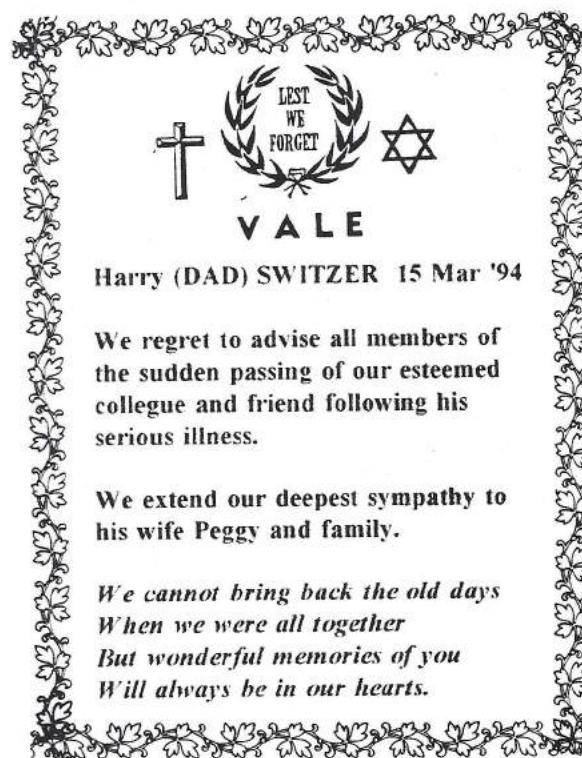 LEST
WE
FORGET
VALE
Harry (DAD) SWITZER 15 Mar '94
We regret to advise all members of
the sudden passing of our esteemed
collegue and friend following his
serious illness.
We extend our deepest sympathy to
his wife Peggy and family.
We cannot bring back the old days
When we were all together
But wonderful memories of you
Will always be in our hearts.